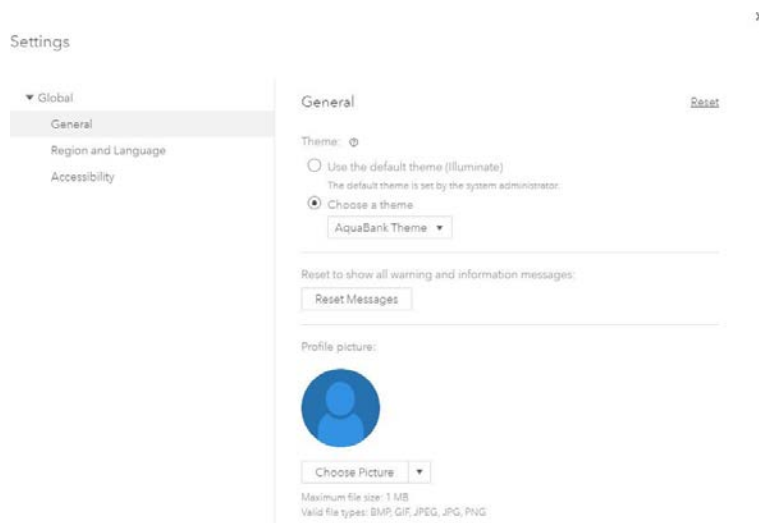 Settings
Global
General
Region and Language
Accessibility
General
Reset
Theme:
Use the default theme (Illuminate)
The default theme is set by the system administrator.
Choose a theme
AquaBank Theme
Reset to show all warning and information messages:
Reset Messages
Profile picture:
Choose Picture
Maximum file size: 1 MB
Valid file types: BMP, GIF, JPEG, JPG, PNG